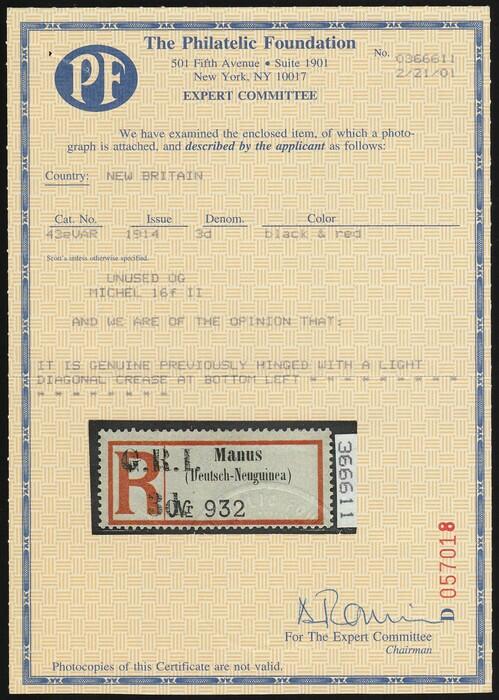 PF
The Philatelic Foundation
501 Fifth Avenue • Suite 1901
New York, NY 10017
EXPERT COMMITTEE
No. 0366611
2/21/01
We have examined the enclosed item, of which a photo-
graph is attached, and described by the applicant as follows:
Country: NEW BRITAIN
Cat. No. Issue Denom. Color
43eVAR 1914 3d black & red
Scott's unless otherwise specified.
UNUSED OG
MICHEL 16f II
AND WE ARE OF THE OPINION THAT:
IT IS GENUINE PREVIOUSLY HINGED WITH A LIGHT
DIAGONAL CREASE AT BOTTOM LEFT - - - - - - - - -
- - - - - - - -
R
G.R.I. Manus
(Deutsch-Neuguinea)
3d. № 932
366611
D 057018
For The Expert Committee
Chairman
Photocopies of this Certificate are not valid.